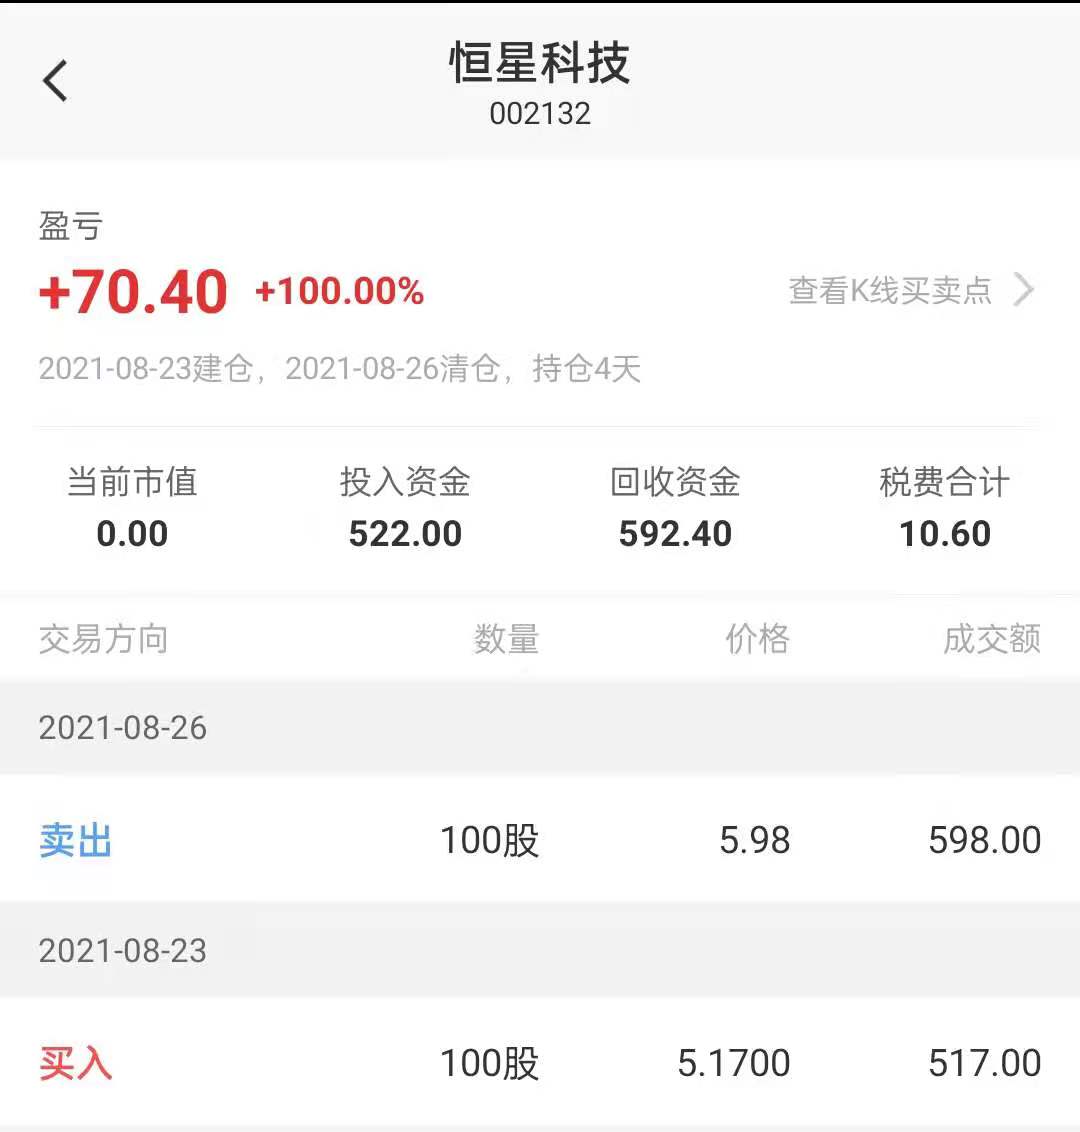 恒星科技
002132
盈亏
+70.40 +100.00% 查看K线买卖点
2021-08-23建仓，2021-08-26清仓，持仓4天
当前市值 投入资金 回收资金 税费合计
0.00 522.00 592.40 10.60
交易方向 数量 价格 成交额
2021-08-26
卖出 100股 5.98 598.00
2021-08-23
买入 100股 5.1700 517.00